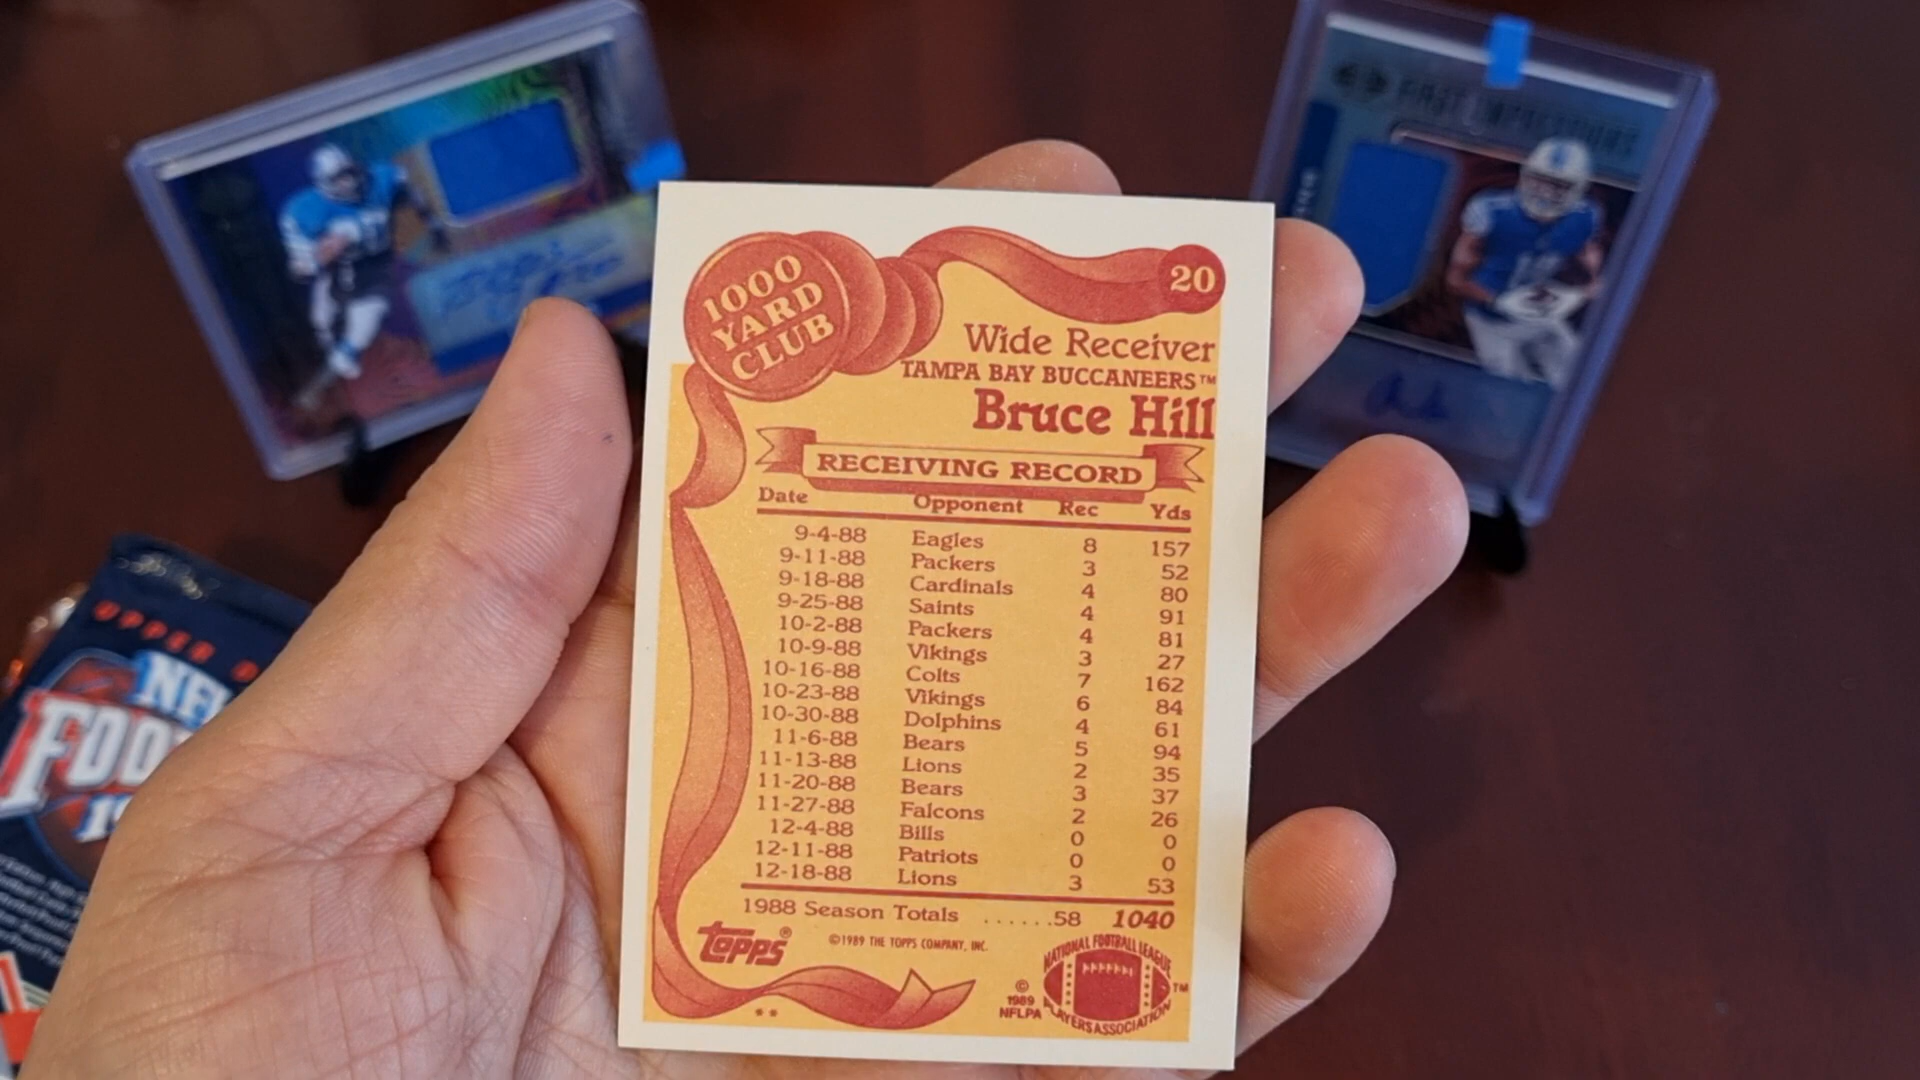 1000
YARD
CLUB
20
Wide Receiver
TAMPA BAY BUCCANEERS™
Bruce Hill
RECEIVING RECORD
Date Opponent Rec Yds
9-4-88 Eagles 8 157
9-11-88 Packers 3 52
9-18-88 Cardinals 4 80
9-25-88 Saints 4 91
10-2-88 Packers 4 81
10-9-88 Vikings 3 27
10-16-88 Colts 7 162
10-23-88 Vikings 6 84
10-30-88 Dolphins 4 61
11-6-88 Bears 5 94
11-13-88 Lions 2 35
11-20-88 Bears 3 37
11-27-88 Falcons 2 26
12-4-88 Bills 0 0
12-11-88 Patriots 0 0
12-18-88 Lions 3 53
1988 Season Totals ......58 1040
topps®
©1989 THE TOPPS COMPANY, INC.
**
©
1989
NFLPA
NATIONAL FOOTBALL LEAGUE
PLAYERS ASSOCIATION
™
FIRST IMPRESSIONS
UPPER
NFL